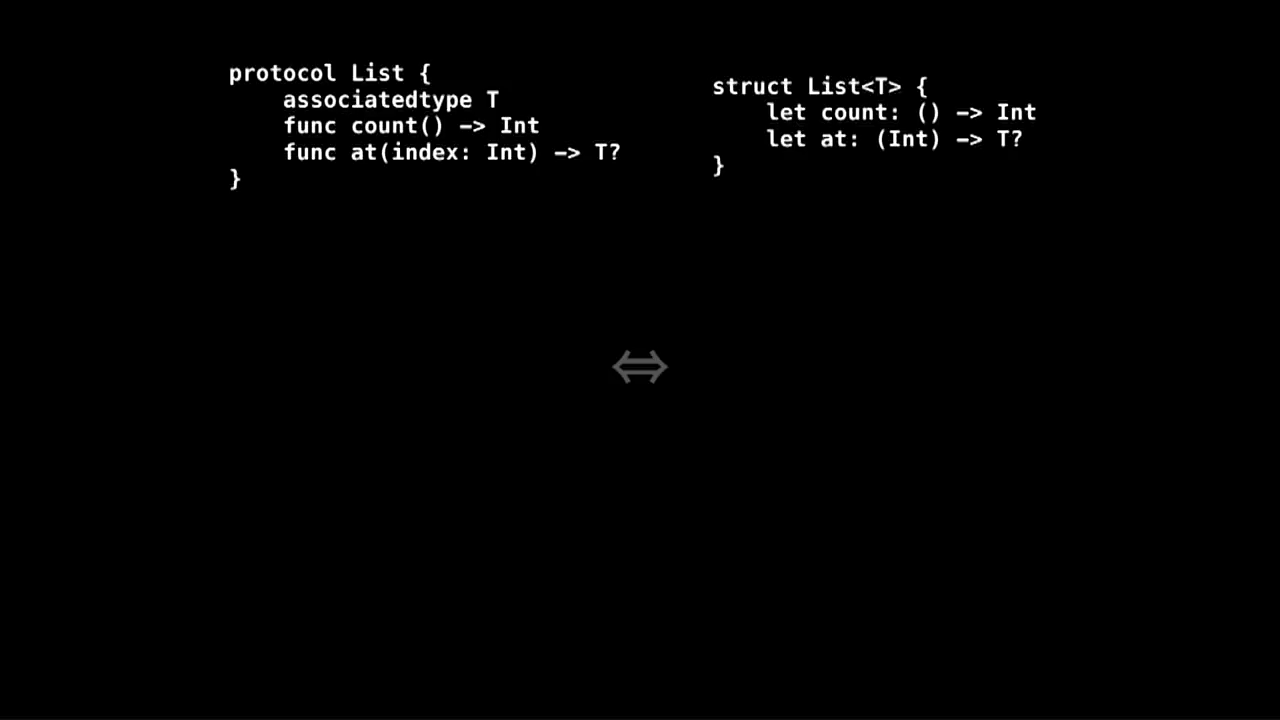 protocol List {
    associatedtype T
    func count() -> Int
    func at(index: Int) -> T?
}
struct List<T> {
    let count: () -> Int
    let at: (Int) -> T?
}
⇔